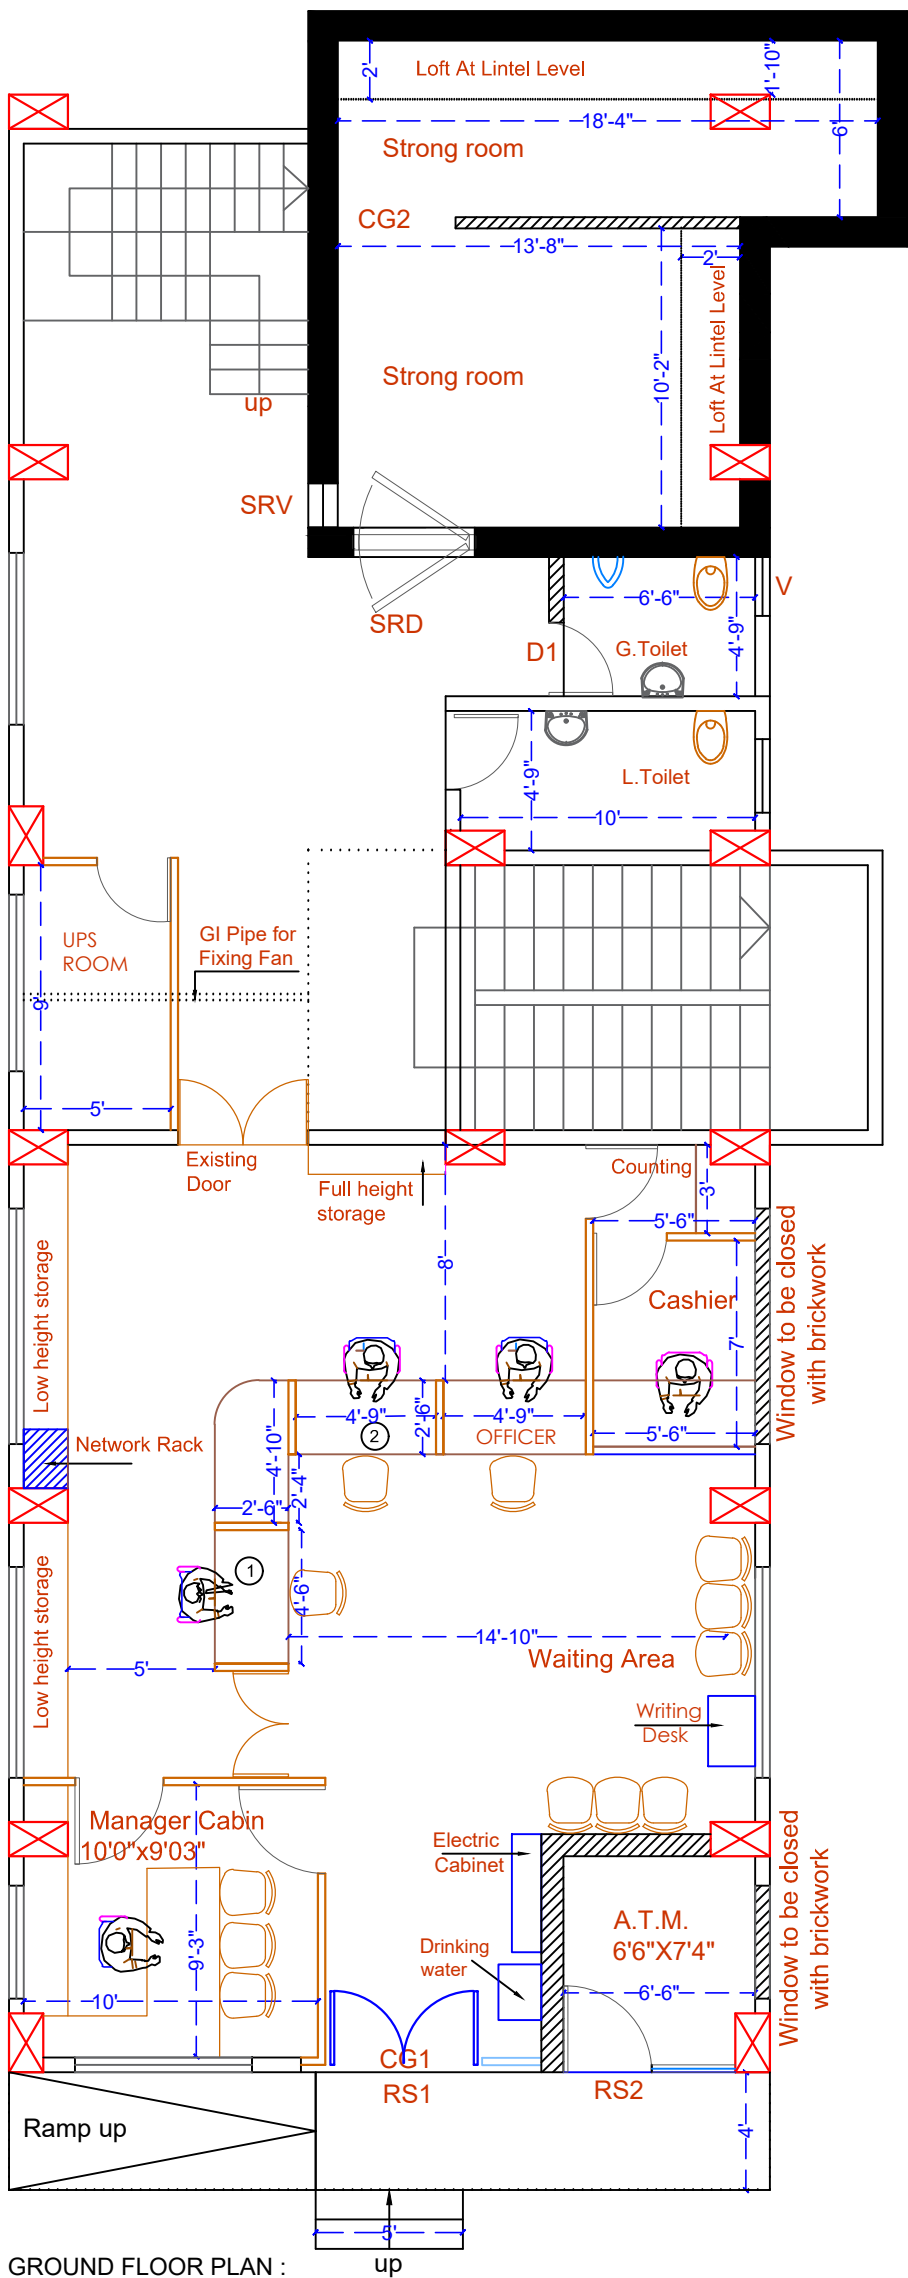 2'
Loft At Lintel Level
1'-10"
18'-4"
6'
Strong room
CG2
13'-8"
2'
Loft At Lintel Level
10'-2"
Strong room
up
SRV
SRD
V
6'-6"
4'-9"
D1
G.Toilet
4'-9"
L.Toilet
10'
UPS
ROOM
GI Pipe for
Fixing Fan
9'
5'
Existing
Door
Full height
storage
Counting
3'
5'-6"
8'
Low height storage
Cashier
7'
Window to be closed
with brickwork
4'-9"
2
2'-6"
4'-9"
OFFICER
5'-6"
4'-10"
Network Rack
2'-6"
2'-4"
1
4'-6"
Low height storage
14'-10"
Waiting Area
5'
Writing
Desk
Manager Cabin
10'0"x9'03"
Electric
Cabinet
9'-3"
A.T.M.
6'6"X7'4"
Window to be closed
with brickwork
Drinking
water
10'
6'-6"
CG1
RS1
RS2
Ramp up
4'
5'
up
GROUND FLOOR PLAN :